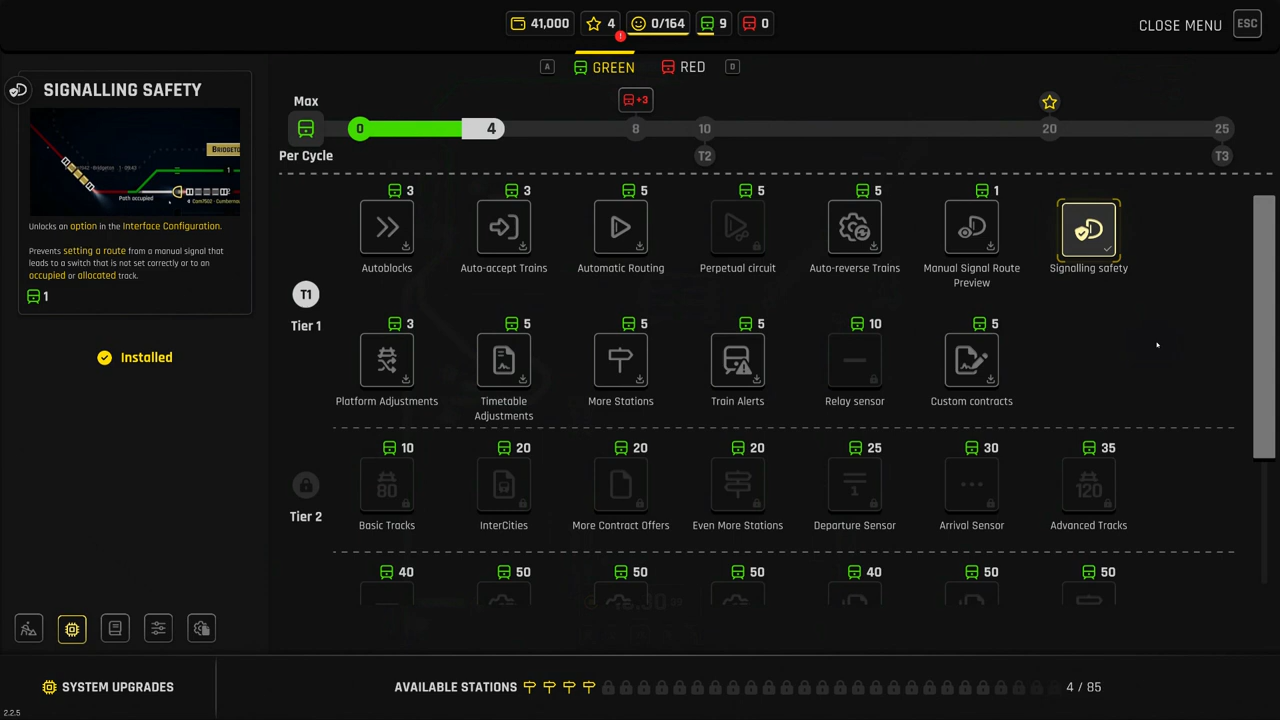 41,000
4
0/164
9
0
CLOSE MENU
ESC
!
A
GREEN
RED
D
SIGNALLING SAFETY
Max
+3
0
4
8
10
20
25
Per Cycle
T2
T3
BRIDGETO
Path occupied
Unlocks an option in the Interface Configuration.
Prevents setting a route from a manual signal that
leads to a switch that is not set correctly or to an
occupied or allocated track.
1
Installed
3
3
5
5
5
1
Autoblocks
Auto-accept Trains
Automatic Routing
Perpetual circuit
Auto-reverse Trains
Manual Signal Route
Preview
Signalling safety
T1
Tier 1
3
5
5
5
10
5
Platform Adjustments
Timetable
Adjustments
More Stations
Train Alerts
Relay sensor
Custom contracts
10
20
20
20
25
30
35
80
1
120
Tier 2
Basic Tracks
InterCities
More Contract Offers
Even More Stations
Departure Sensor
Arrival Sensor
Advanced Tracks
40
50
50
50
40
50
50
SYSTEM UPGRADES
AVAILABLE STATIONS
4 / 85
2.2.5